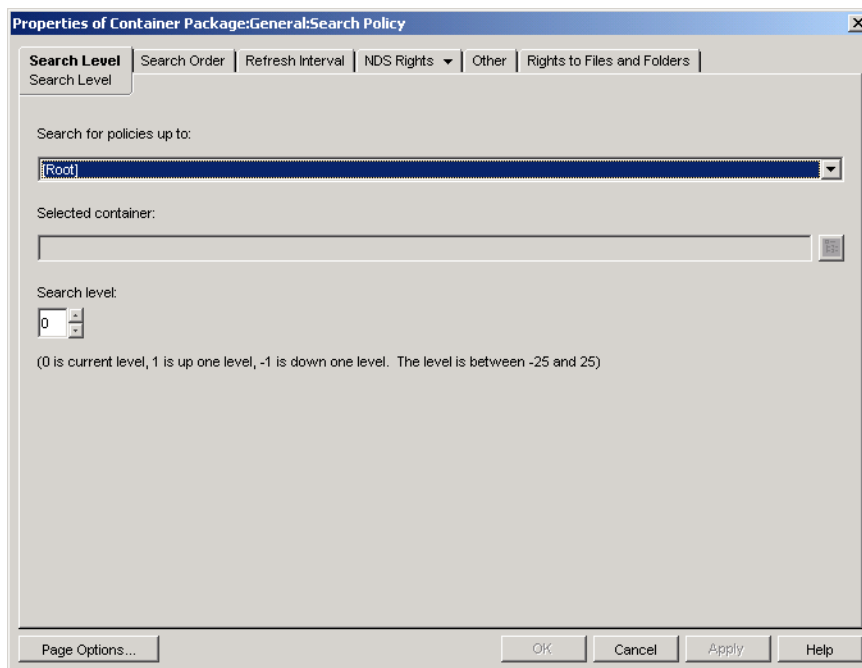 Properties of Container Package:General:Search Policy
Search Level Search Order Refresh Interval NDS Rights Other Rights to Files and Folders
Search Level
Search for policies up to:
[Root]
Selected container:
Search level:
0
(0 is current level, 1 is up one level, -1 is down one level. The level is between -25 and 25)
Page Options... OK Cancel Apply Help